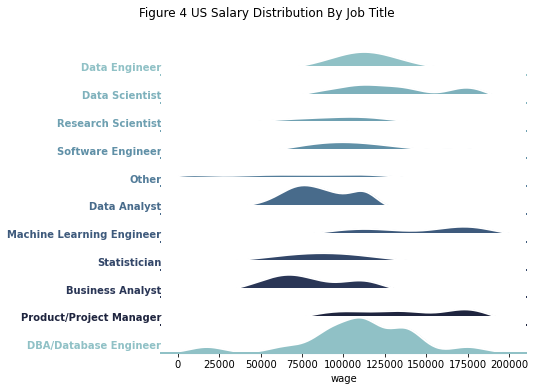 Figure 4 US Salary Distribution By Job Title
Data Engineer
Data Scientist
Research Scientist
Software Engineer
Other
Data Analyst
Machine Learning Engineer
Statistician
Business Analyst
Product/Project Manager
DBA/Database Engineer
0 25000 50000 75000 100000 125000 150000 175000 200000
wage